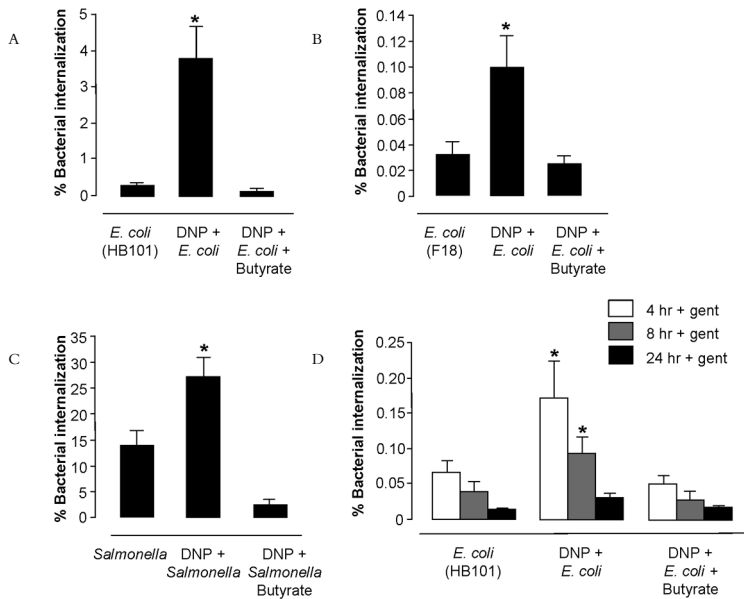 A
% Bacterial internalization
5
4
3
2
1
0
*
E. coli
(HB101)
DNP +
E. coli
DNP +
E. coli +
Butyrate
B
% Bacterial internalization
0.14
0.12
0.10
0.08
0.06
0.04
0.02
0
*
E. coli
(F18)
DNP +
E. coli
DNP +
E. coli +
Butyrate
C
% Bacterial internalization
35
30
25
20
15
10
5
0
*
Salmonella
DNP +
Salmonella
DNP +
Salmonella
Butyrate
D
% Bacterial internalization
0.25
0.20
0.15
0.10
0.05
0
4 hr + gent
8 hr + gent
24 hr + gent
*
*
E. coli
(HB101)
DNP +
E. coli
DNP +
E. coli +
Butyrate